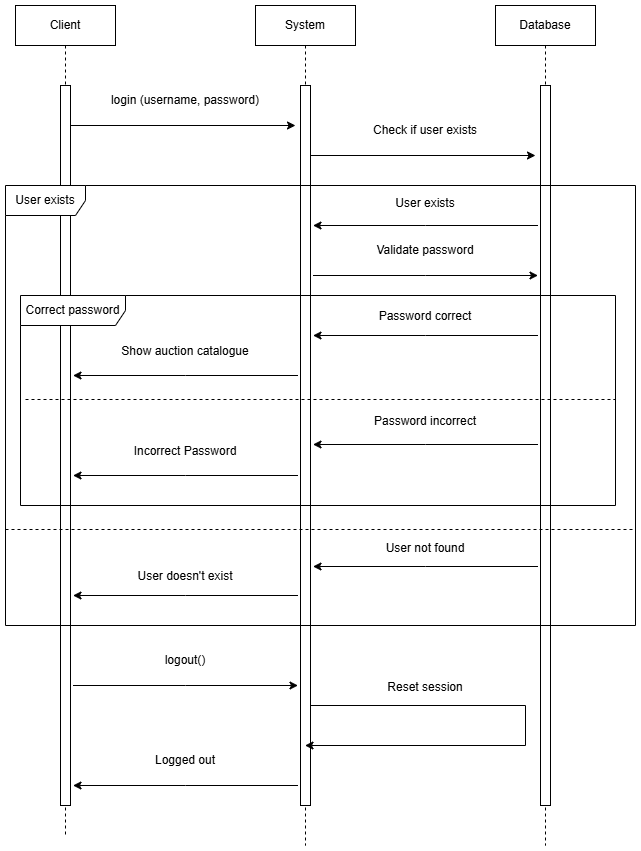 Client
System
Database
login (username, password)
Check if user exists
User exists
User exists
Validate password
Correct password
Password correct
Show auction catalogue
Password incorrect
Incorrect Password
User not found
User doesn't exist
logout()
Reset session
Logged out